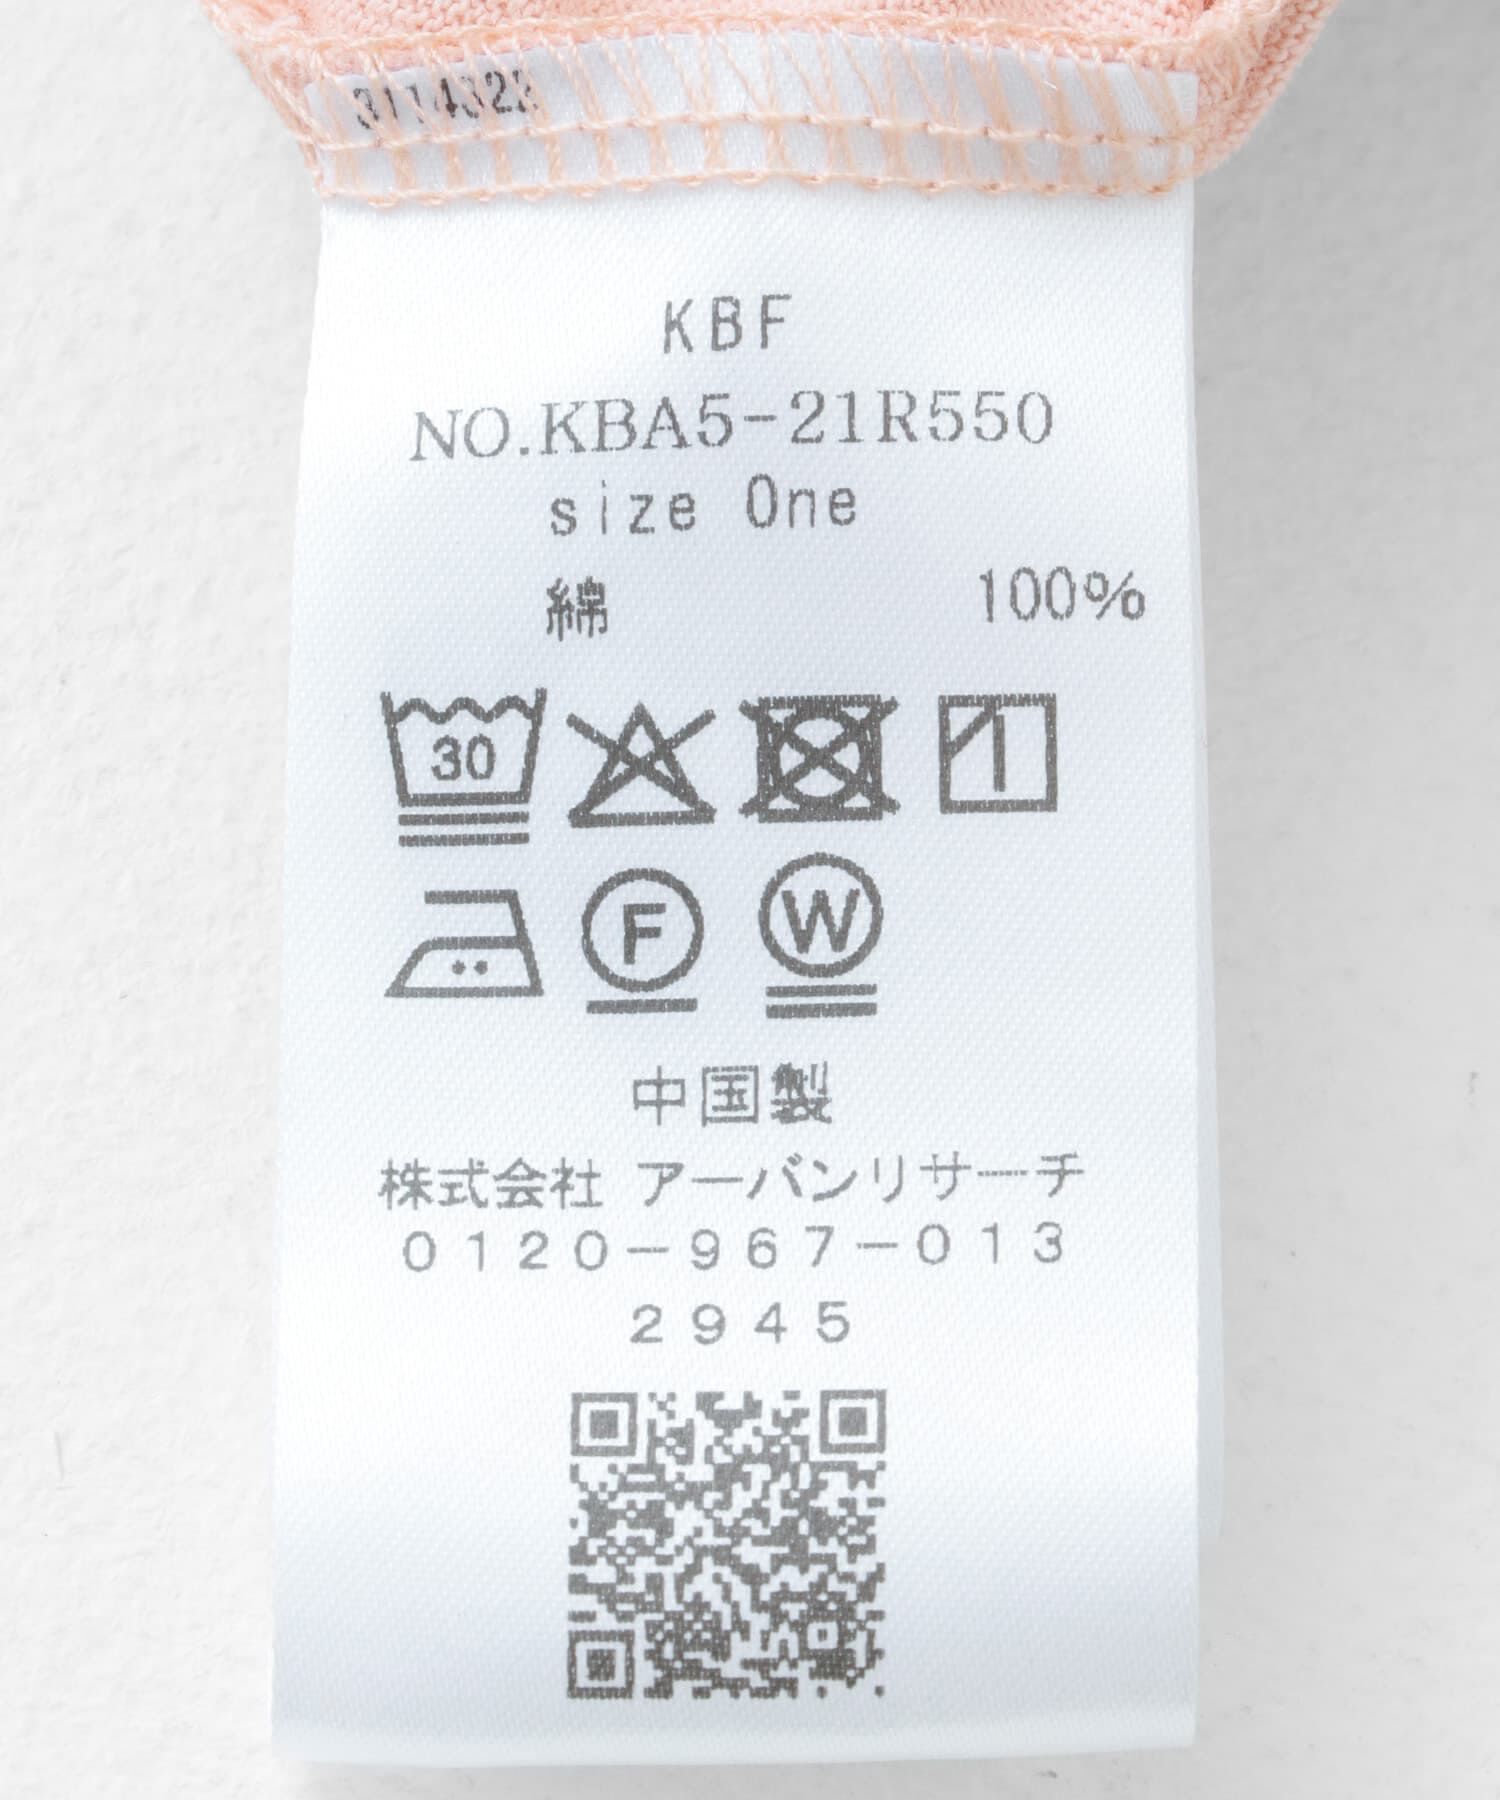 3114322
KBF
NO.KBA5-21R550
size One
綿 100%
30
F W
中国製
株式会社 アーバンリサーチ
0120-967-013
2945